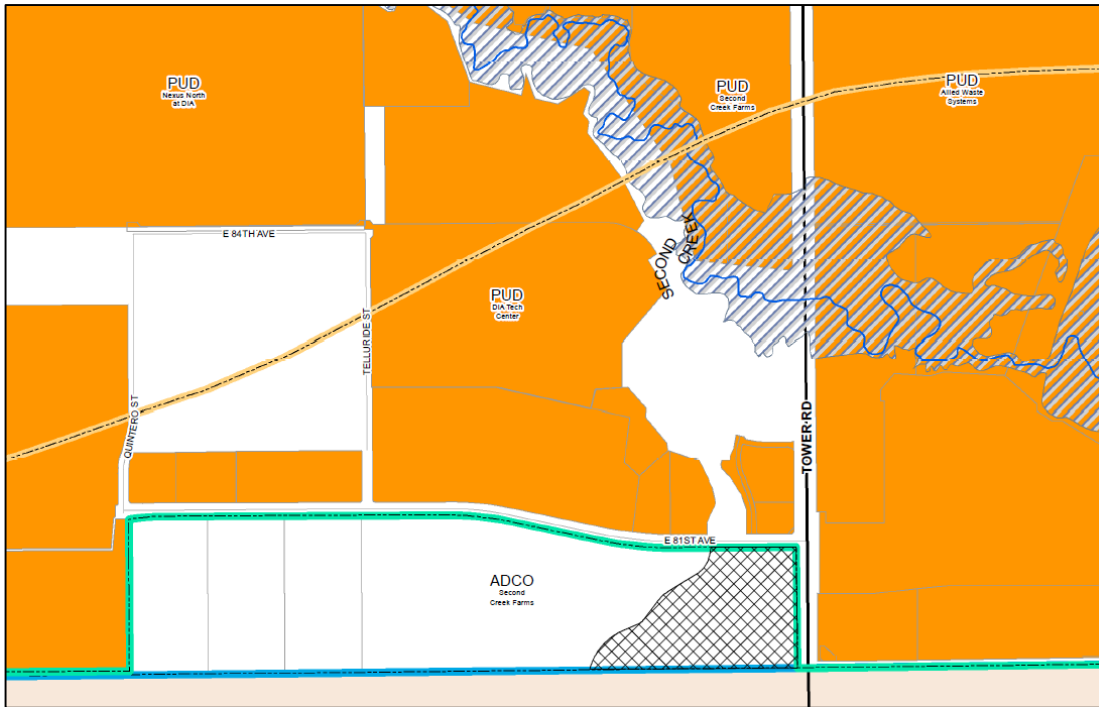 PUD
Nexus North
at DIA
PUD
Second
Creek Farms
PUD
Allied Waste
Systems
E 84TH AVE
SECOND
CREEK
PUD
DIA Tech
Center
TELLURIDE ST
QUINTERO ST
TOWER RD
E 81ST AVE
ADCO
Second
Creek Farms